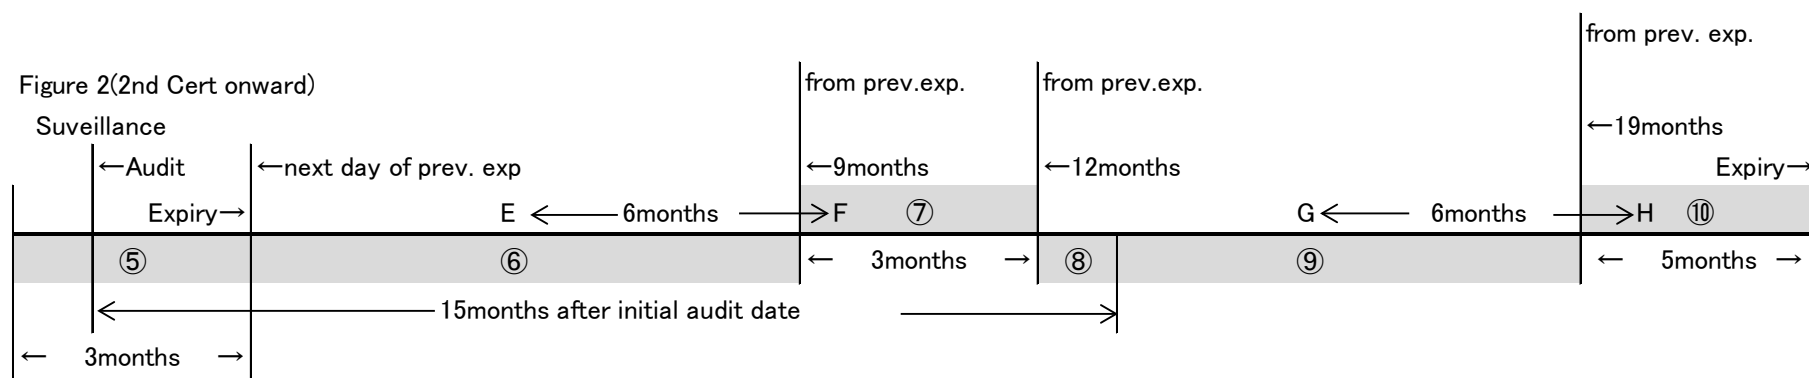 from prev. exp.
Figure 2(2nd Cert onward)
from prev.exp.
from prev.exp.
Suveillance
←19months
←Audit
←next day of prev. exp
←9months
←12months
Expiry→
Expiry→
E ← 6months → F
⑦
G ← 6months → H
⑩
⑤
⑥
← 3months →
⑧
⑨
← 5months →
15months after initial audit date
← 3months →